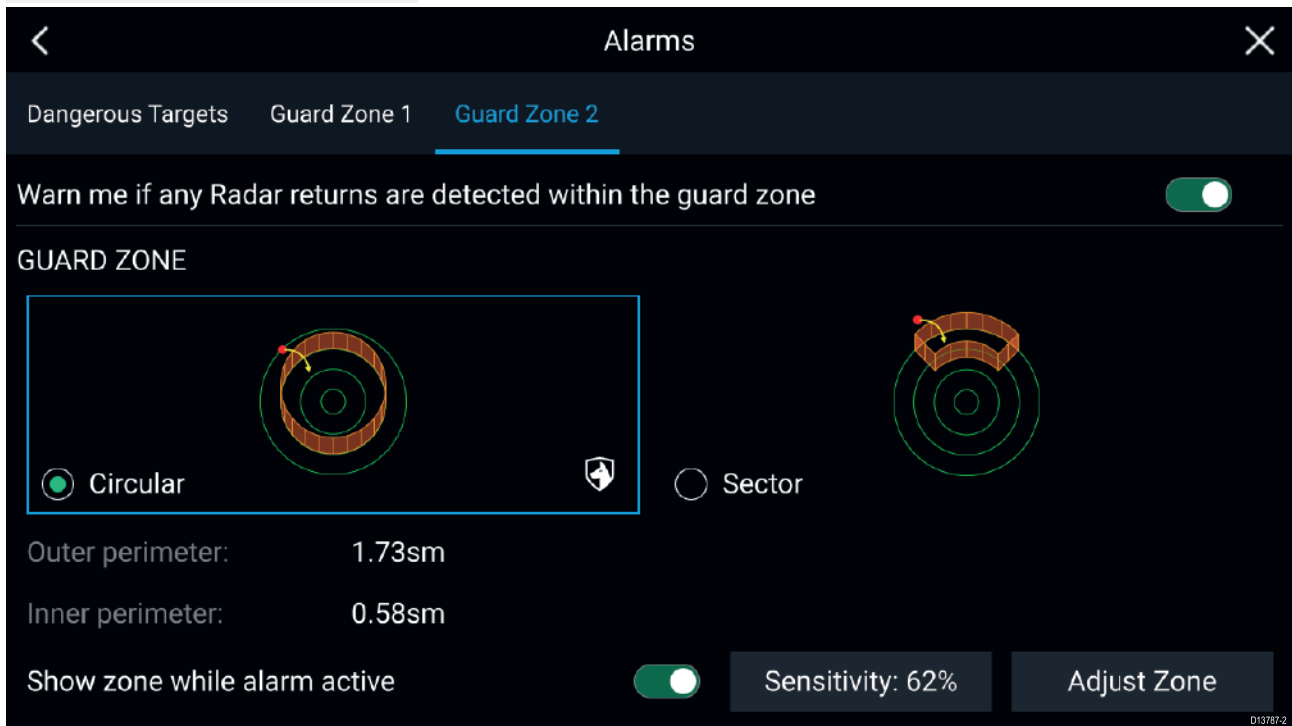 Alarms
Dangerous Targets Guard Zone 1 Guard Zone 2
Warn me if any Radar returns are detected within the guard zone
GUARD ZONE
Circular Sector
Outer perimeter: 1.73sm
Inner perimeter: 0.58sm
Show zone while alarm active Sensitivity: 62% Adjust Zone
D13787-2